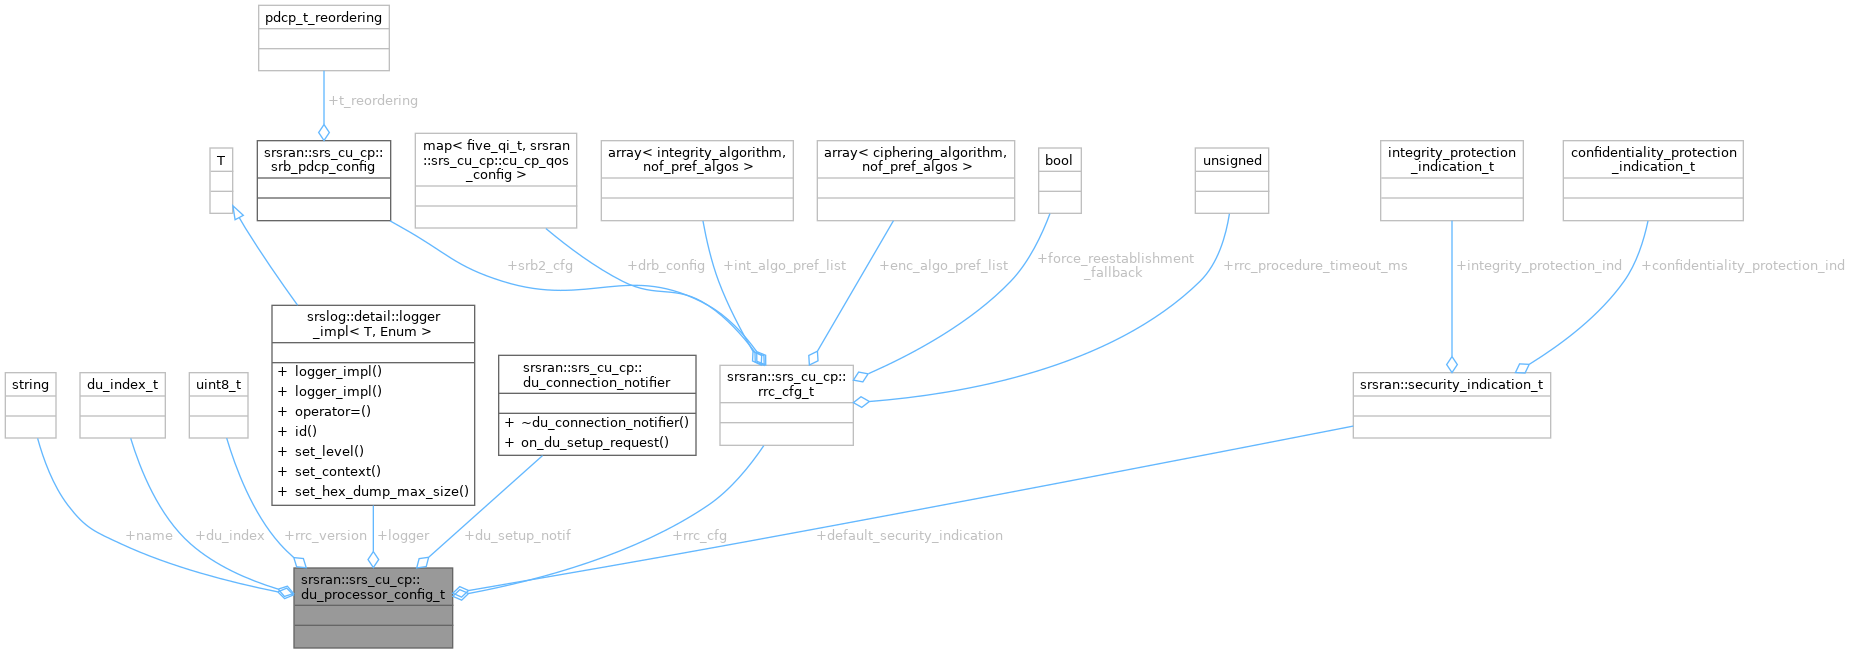 pdcp_t_reordering
+t_reordering
T
srsran::srs_cu_cp::
srb_pdcp_config
map< five_qi_t, srsran
::srs_cu_cp::cu_cp_qos
_config >
array< integrity_algorithm,
nof_pref_algos >
array< ciphering_algorithm,
nof_pref_algos >
bool
unsigned
integrity_protection
_indication_t
confidentiality_protection
_indication_t
+srb2_cfg
+drb_config
+int_algo_pref_list
+enc_algo_pref_list
+force_reestablishment
_fallback
+rrc_procedure_timeout_ms
+integrity_protection_ind
+confidentiality_protection_ind
string
du_index_t
uint8_t
srslog::detail::logger
_impl< T, Enum >
+ logger_impl()
+ logger_impl()
+ operator=()
+ id()
+ set_level()
+ set_context()
+ set_hex_dump_max_size()
srsran::srs_cu_cp::
du_connection_notifier
+ ~du_connection_notifier()
+ on_du_setup_request()
srsran::srs_cu_cp::
rrc_cfg_t
srsran::security_indication_t
+name
+du_index
+rrc_version
+logger
+du_setup_notif
+rrc_cfg
+default_security_indication
srsran::srs_cu_cp::
du_processor_config_t